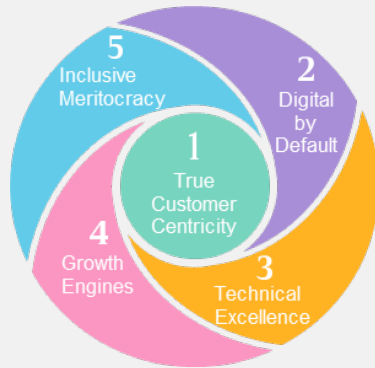 1
True
Customer
Centricity
2
Digital
by
Default
3
Technical
Excellence
4
Growth
Engines
5
Inclusive
Meritocracy